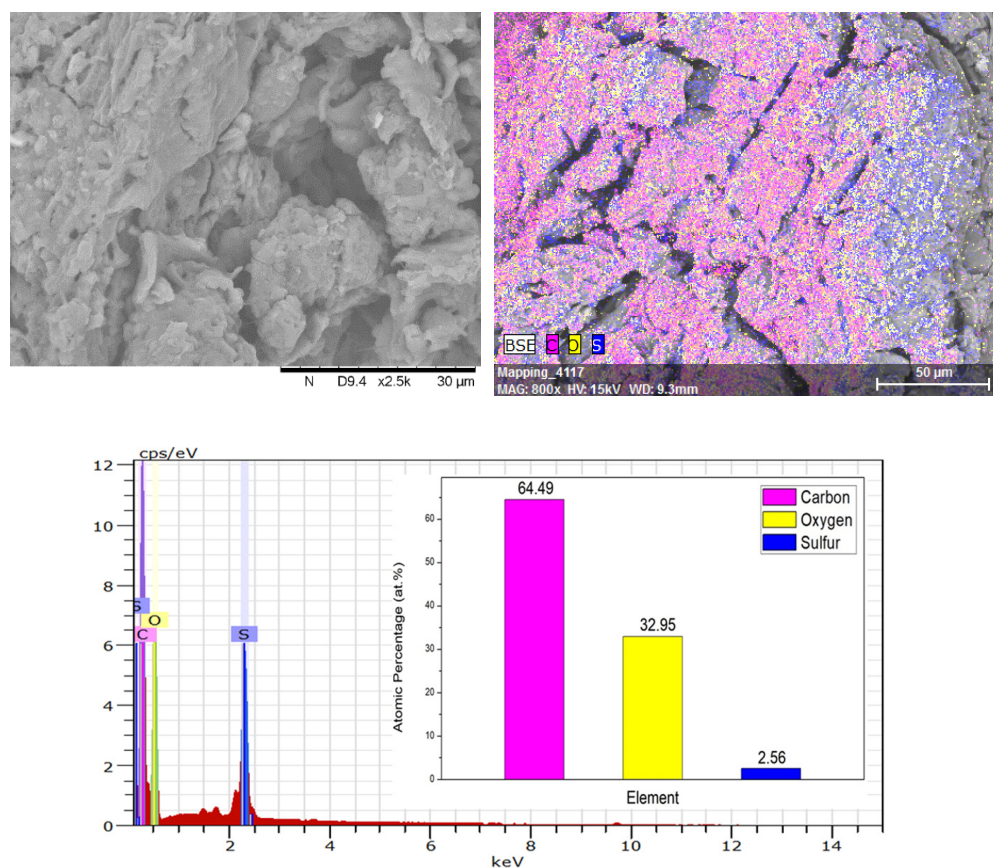 N D9.4 x2.5k 30 µm
BSE C O S
Mapping_4117
MAG: 800x HV: 15kV WD: 9.3mm
50 µm
cps/eV
12
10
8
6
4
2
0
S
O
C
S
2 4 6 8 10 12 14
keV
Atomic Percentage (at.%)
60
50
40
30
20
10
0
64.49
32.95
2.56
Carbon
Oxygen
Sulfur
Element